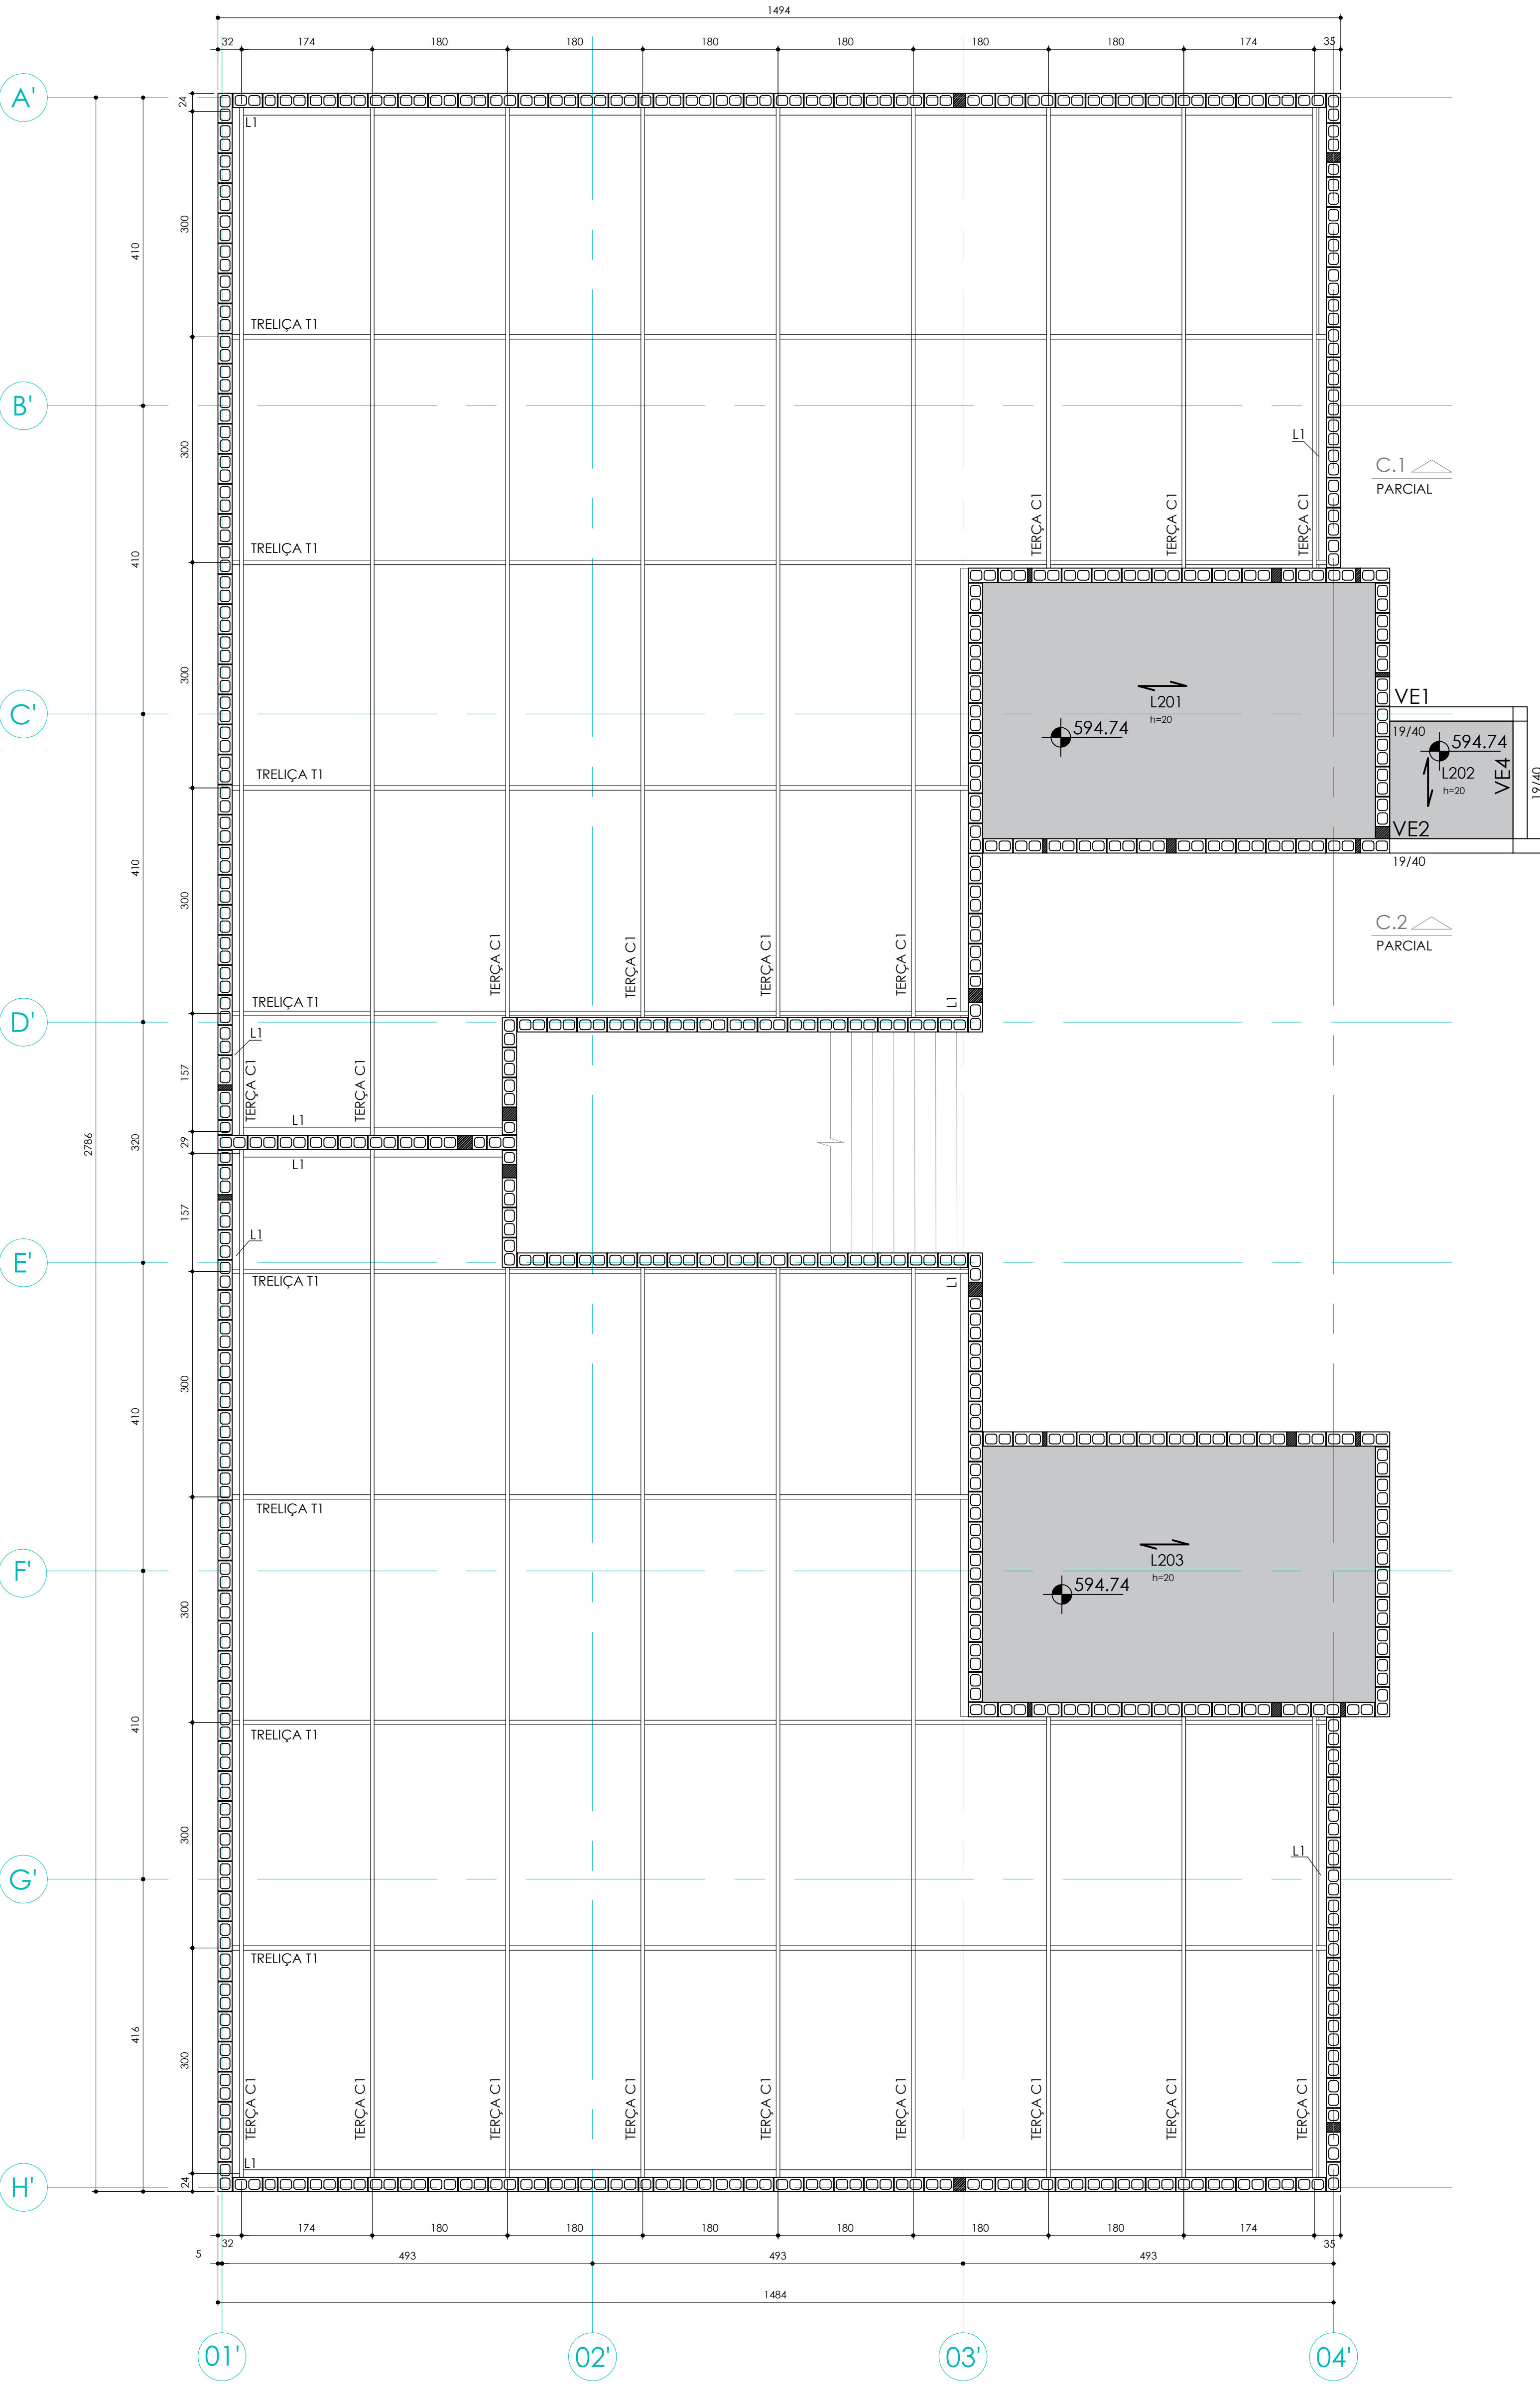 1494
32 174 180 180 180 180 180 180 174 35
A'
24
L1
300
410
TRELIÇA T1
B'
300
L1
C.1
PARCIAL
TERÇA C1 TERÇA C1 TERÇA C1
410
TRELIÇA T1
300
L201
h=20
594.74
C'
VE1
19/40
594.74
L202
h=20
VE4
19/40
TRELIÇA T1
VE2
19/40
410
300
C.2
PARCIAL
TERÇA C1 TERÇA C1 TERÇA C1 TERÇA C1
TRELIÇA T1
L1
D'
L1
157
TERÇA C1 TERÇA C1
L1
2786
320
29
L1
157
L1
E'
TRELIÇA T1
L1
300
410
TRELIÇA T1
L203
h=20
594.74
F'
300
410
TRELIÇA T1
300
L1
G'
TRELIÇA T1
416
300
TERÇA C1 TERÇA C1 TERÇA C1 TERÇA C1 TERÇA C1 TERÇA C1 TERÇA C1 TERÇA C1 TERÇA C1
L1
H'
24
32 174 180 180 180 180 180 180 174 35
5 493 493 493
1484
01' 02' 03' 04'